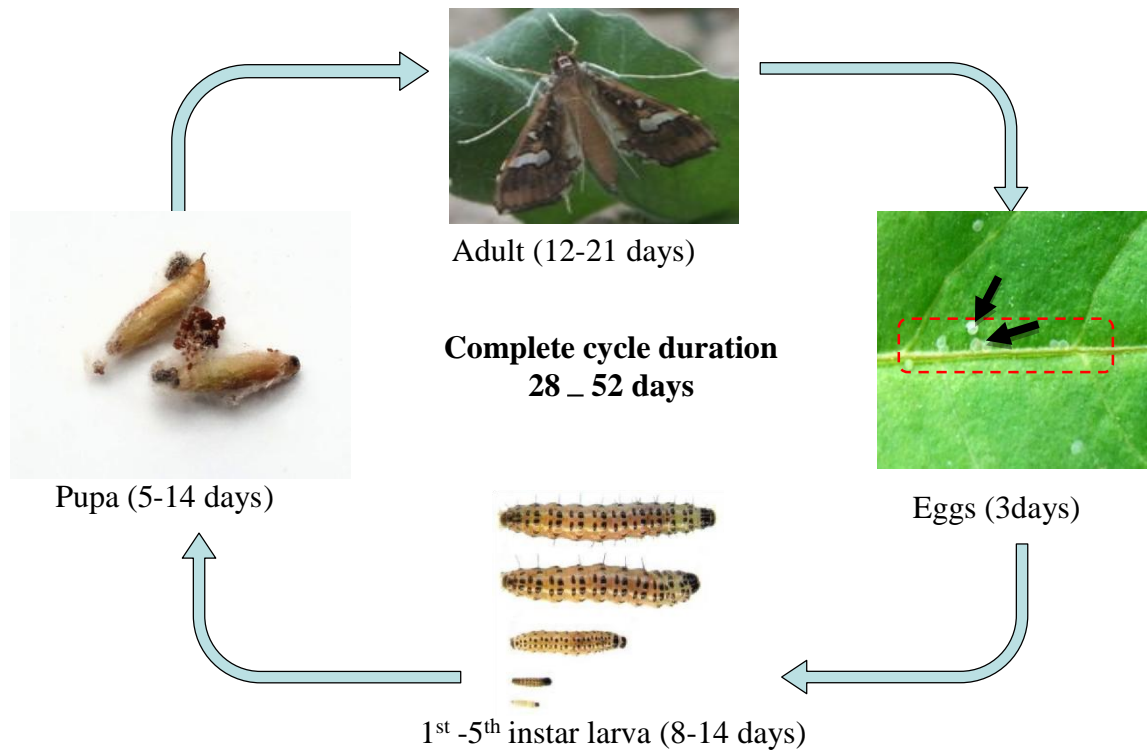 Adult (12-21 days)
Complete cycle duration
28 _ 52 days
Pupa (5-14 days)
Eggs (3days)
1st -5th instar larva (8-14 days)